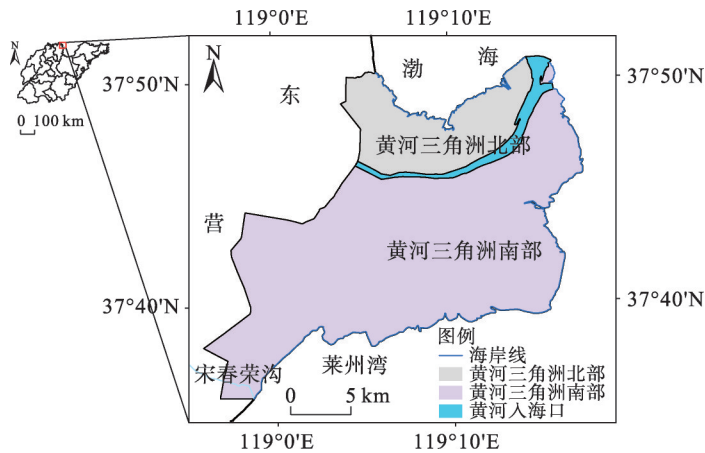 119°0'E
119°10'E
N
N
渤
海
37°50'N
37°50'N
东
0 100 km
黄河三角洲北部
营
黄河三角洲南部
37°40'N
37°40'N
图例
海岸线
莱州湾
宋春荣沟
黄河三角洲北部
0
5 km
黄河三角洲南部
黄河入海口
119°0'E
119°10'E